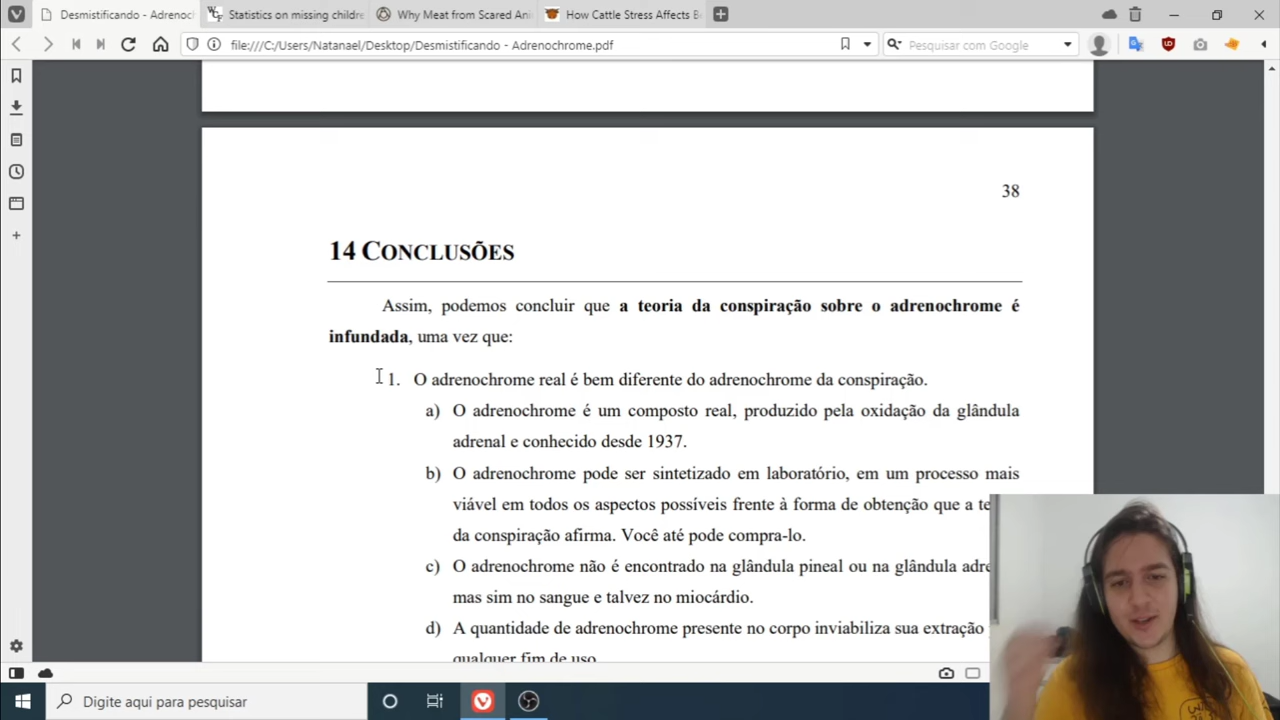 Desmistificando - Adrenoc
Statistics on missing childre
Why Meat from Scared Ani
How Cattle Stress Affects B
file:///C:/Users/Natanael/Desktop/Desmistificando - Adrenochrome.pdf
Pesquisar com Google
38
14 CONCLUSÕES
Assim, podemos concluir que a teoria da conspiração sobre o adrenochrome é
infundada, uma vez que:
1. O adrenochrome real é bem diferente do adrenochrome da conspiração.
a) O adrenochrome é um composto real, produzido pela oxidação da glândula
adrenal e conhecido desde 1937.
b) O adrenochrome pode ser sintetizado em laboratório, em um processo mais
viável em todos os aspectos possíveis frente à forma de obtenção que a te
da conspiração afirma. Você até pode compra-lo.
c) O adrenochrome não é encontrado na glândula pineal ou na glândula adre
mas sim no sangue e talvez no miocárdio.
d) A quantidade de adrenochrome presente no corpo inviabiliza sua extração
qualquer fim de uso
Digite aqui para pesquisar